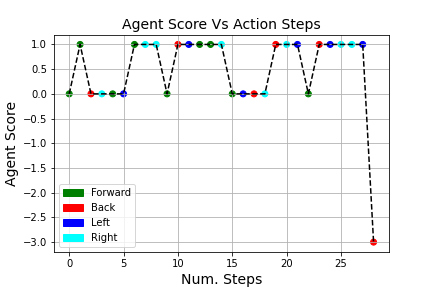 Agent Score Vs Action Steps
Agent Score
1.0
0.5
0.0
−0.5
−1.0
−1.5
−2.0
−2.5
−3.0
Forward
Back
Left
Right
0 5 10 15 20 25
Num. Steps